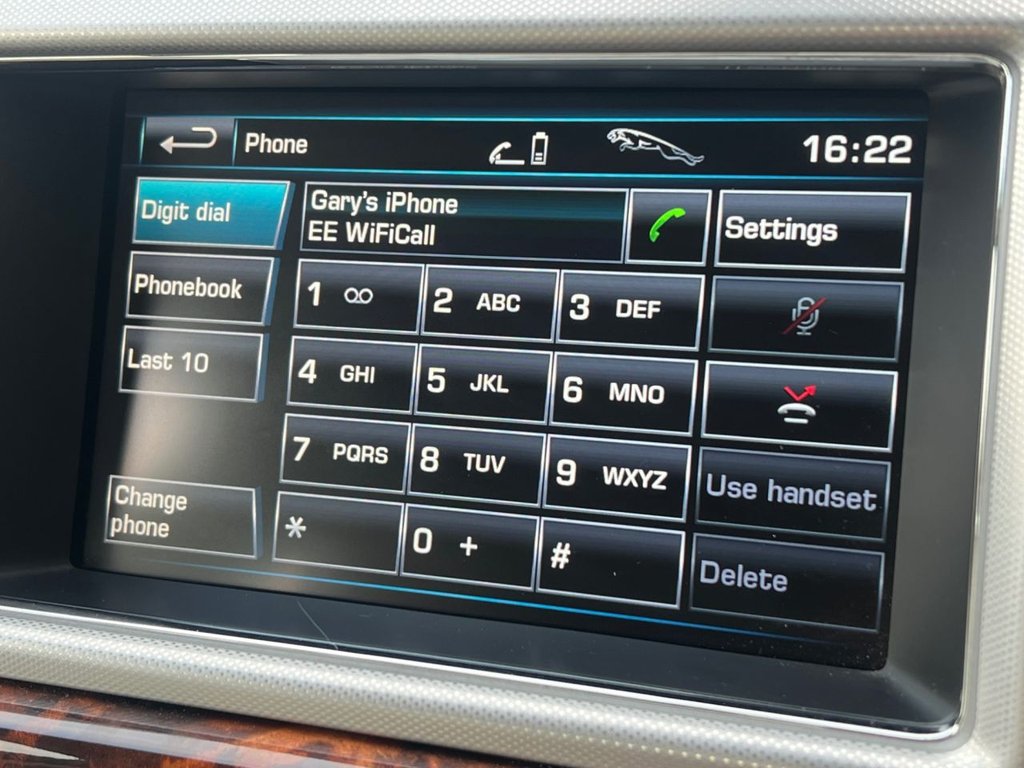 Phone 16:22
Digit dial
Gary's iPhone
EE WiFiCall
Settings
Phonebook
1
2 ABC
3 DEF
Last 10
4 GHI
5 JKL
6 MNO
7 PQRS
8 TUV
9 WXYZ
Use handset
Change
phone
*
0 +
#
Delete